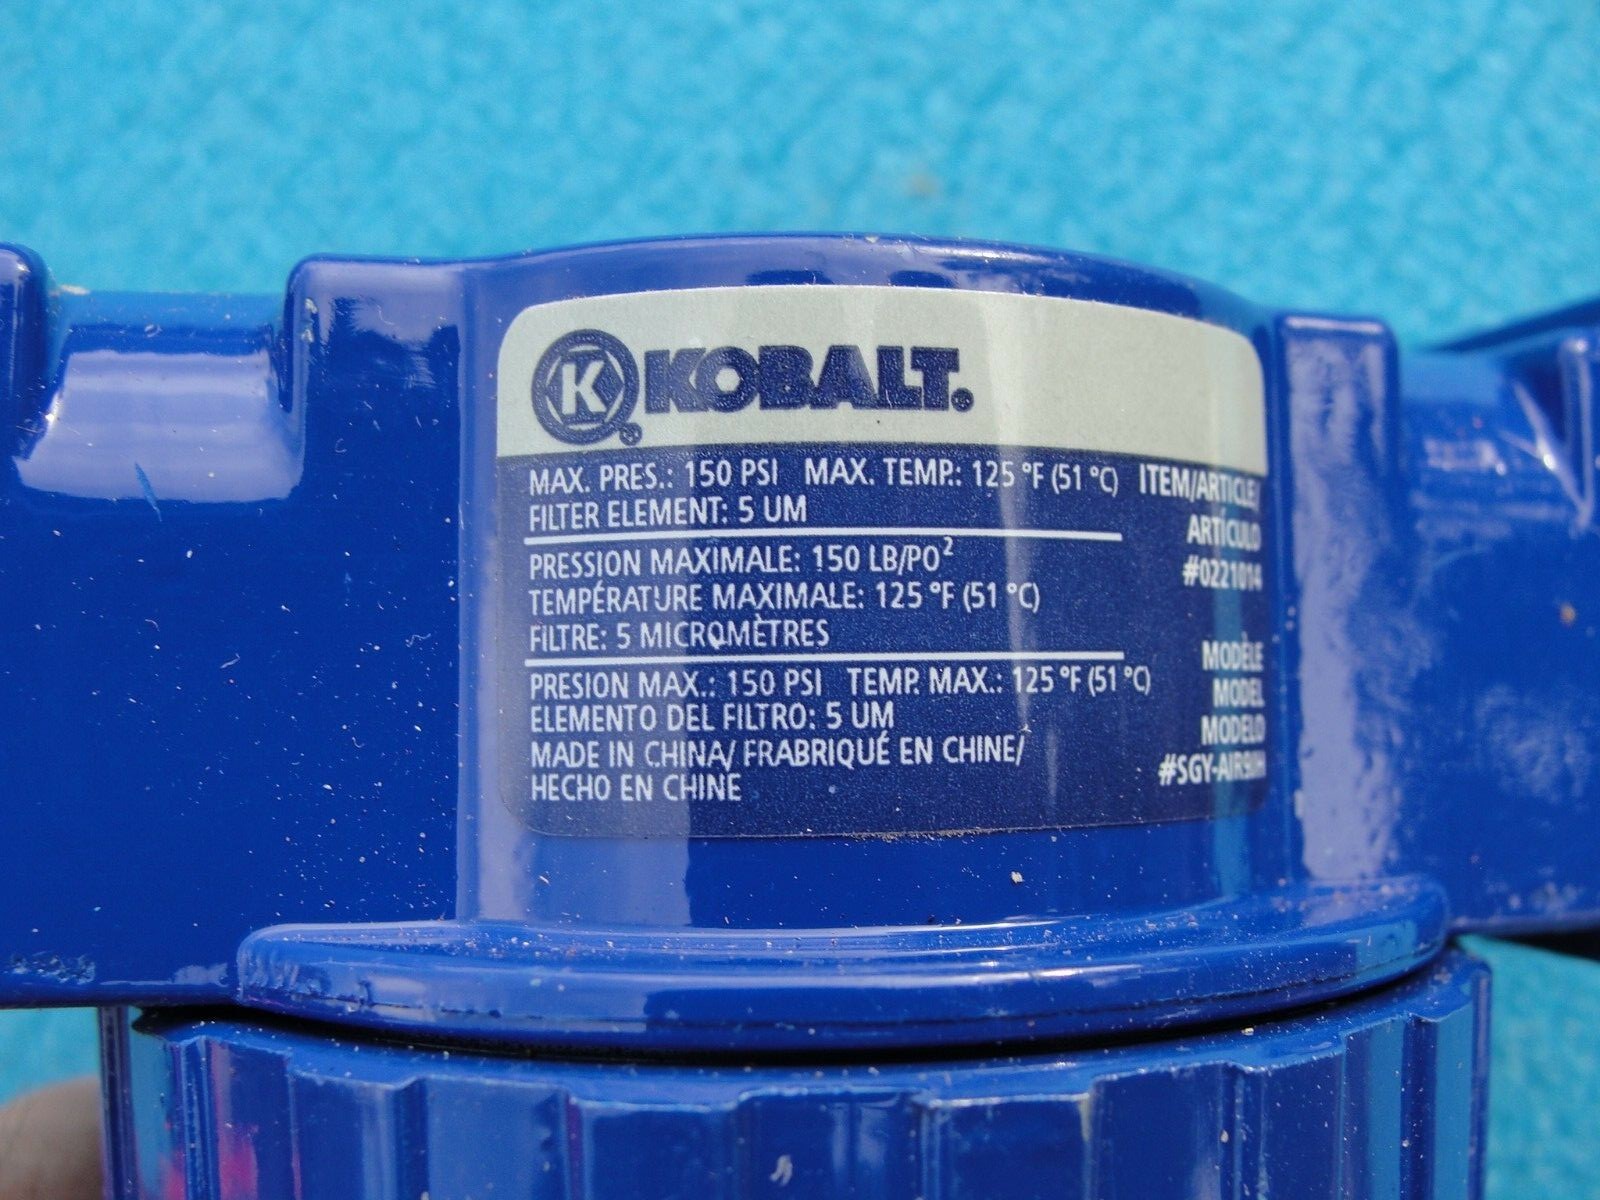 K KOBALT.
MAX. PRES.: 150 PSI MAX. TEMP.: 125 °F (51 °C)
FILTER ELEMENT: 5 UM
PRESSION MAXIMALE: 150 LB/PO²
TEMPÉRATURE MAXIMALE: 125 °F (51 °C)
FILTRE: 5 MICROMÈTRES
PRESION MAX.: 150 PSI TEMP. MAX.: 125 °F (51 °C)
ELEMENTO DEL FILTRO: 5 UM
MADE IN CHINA/ FRABRIQUÉ EN CHINE/
HECHO EN CHINE
ITEM/ARTICLE/
ARTÍCULO
#0221014
MODÈLE
MODEL
MODELO